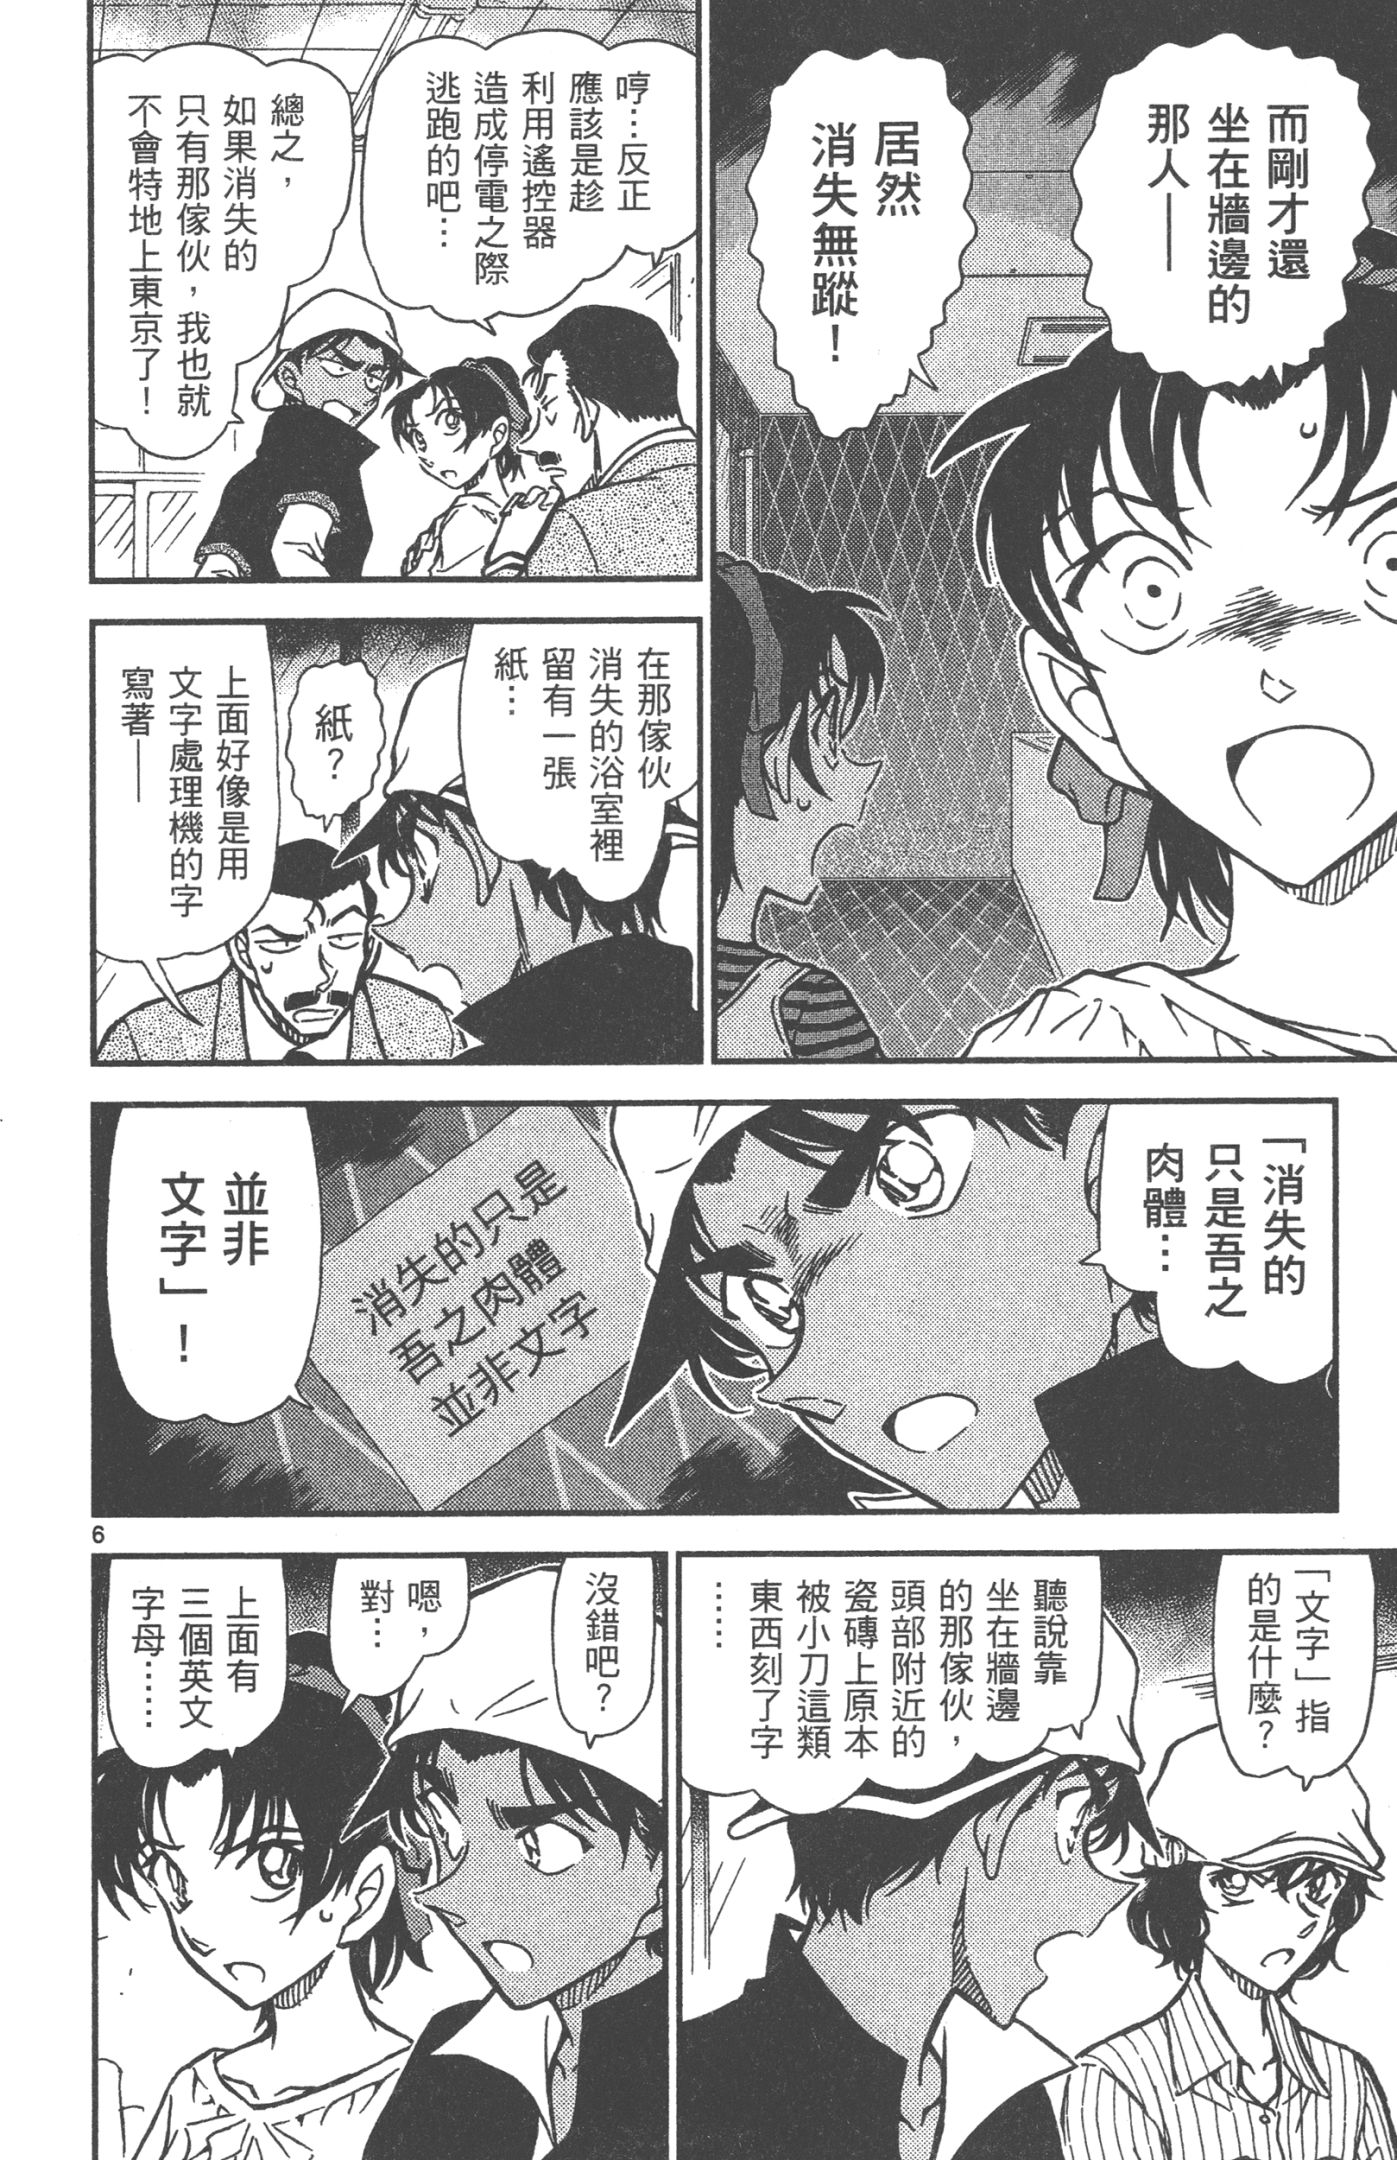 而剛才還
坐在牆邊的
那人——
居然
消失無蹤！
哼…反正
應該是趁
利用遙控器
造成停電之際
逃跑的吧…
總之，
如果消失的
只有那傢伙，我也就
不會特地上東京了！
在那傢伙
消失的浴室裡
留有一張
紙…
紙？
上面好像是用
文字處理機的字
寫著——
「消失的
只是吾之
肉體…
消失的只是
吾之肉體
並非文字
並非
文字」！
6
「文字」指
的是什麼？
聽說靠
坐在牆邊
的那傢伙，
頭部附近的
瓷磚上原本
被小刀這類
東西刻了字
……
沒錯吧？
嗯，
對…
上面有
三個英文
字母……